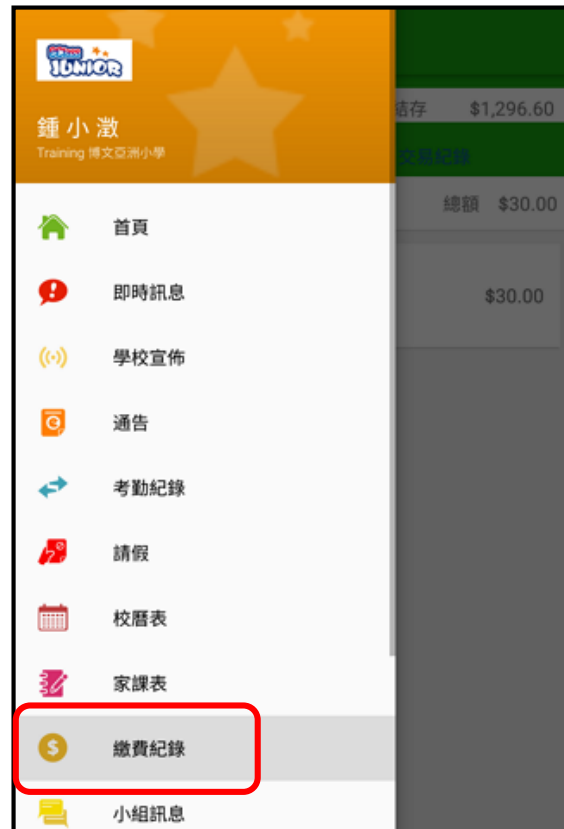 JUNIOR
鍾小澂
Training 博文亞洲小學
結存 $1,296.60
交易紀錄
總額 $30.00
$30.00
首頁
即時訊息
學校宣佈
通告
考勤紀錄
請假
校曆表
家課表
繳費紀錄
小組訊息